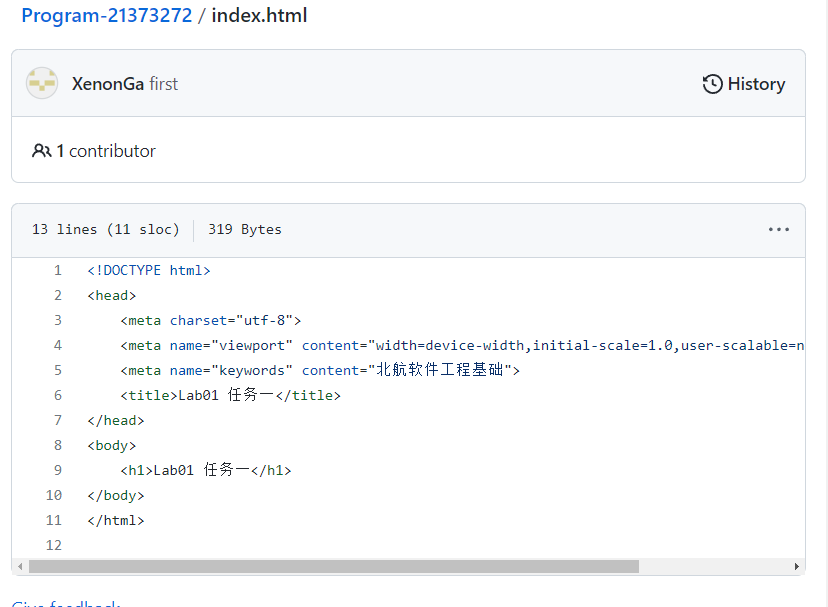 Program-21373272 / index.html
XenonGa first
History
1 contributor
13 lines (11 sloc) 319 Bytes
1 <!DOCTYPE html>
2 <head>
3 <meta charset="utf-8">
4 <meta name="viewport" content="width=device-width,initial-scale=1.0,user-scalable=n
5 <meta name="keywords" content="北航软件工程基础">
6 <title>Lab01 任务一</title>
7 </head>
8 <body>
9 <h1>Lab01 任务一</h1>
10 </body>
11 </html>
12
Give feedback